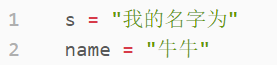 1 s = "我的名字为"
2 name = "牛牛"